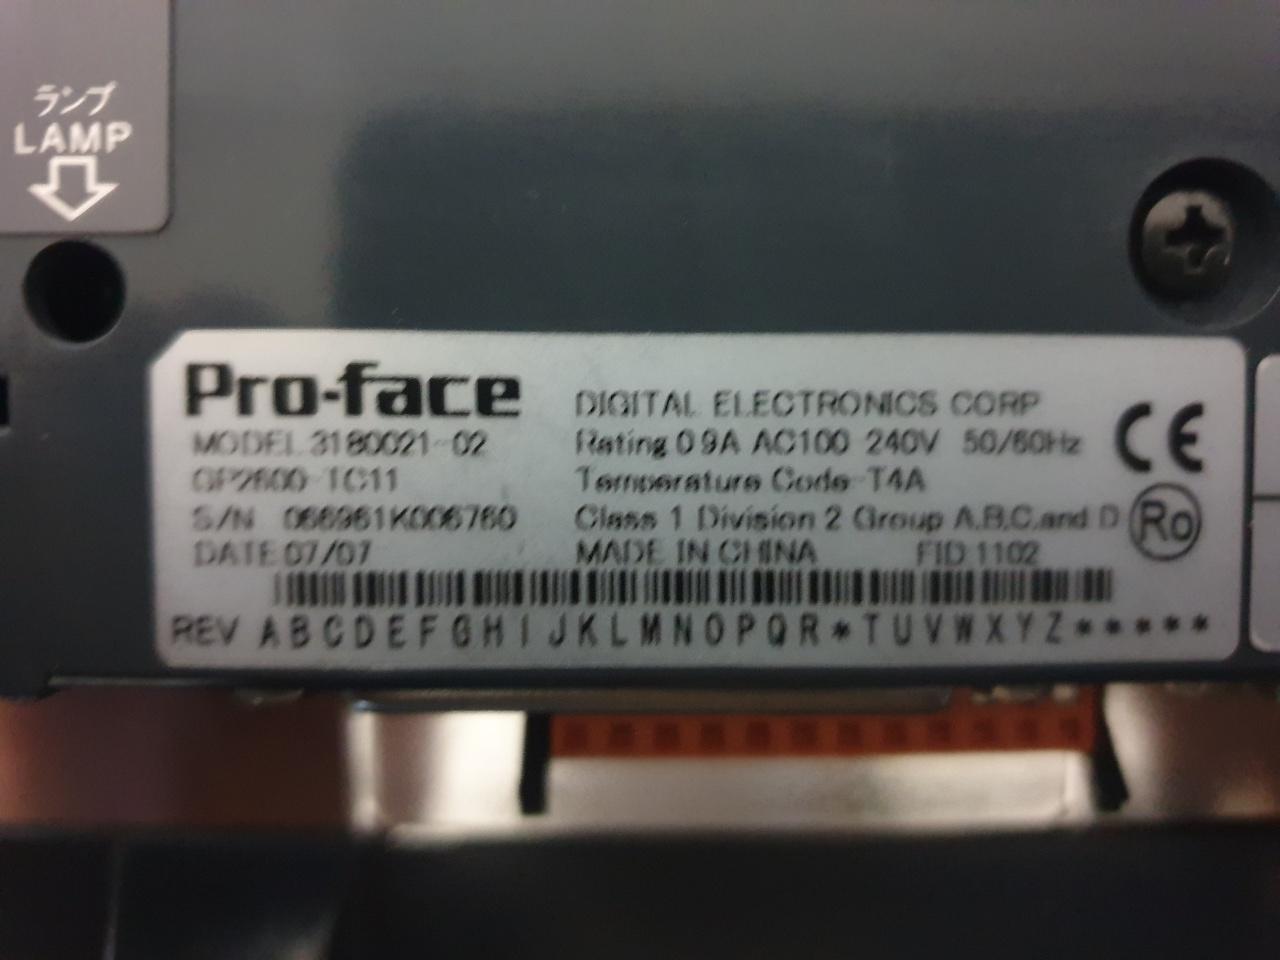 ランプ
LAMP
Pro-face
DIGITAL ELECTRONICS CORP
MODEL 3180021-02
Rating 0.9A AC100-240V 50/60Hz
CE
GP2600-TC11
Temperature Code-T4A
S/N 066961K006760
Class 1 Division 2 Group A,B,C,and D
Ro
DATE 07/07
MADE IN CHINA
FID 1102
REV A B C D E F G H I J K L M N O P Q R * T U V W X Y Z * * * * *